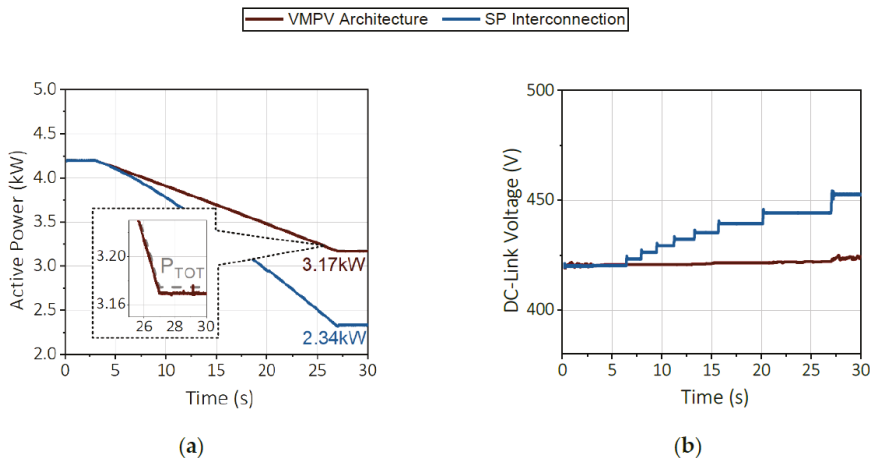 VMPV Architecture SP Interconnection
5.0
4.5
4.0
3.5
3.0
2.5
2.0
Active Power (kW)
3.20
3.16
P_TOT
26 28 30
3.17kW
2.34kW
0 5 10 15 20 25 30
Time (s)
(a)
500
450
420
DC-Link Voltage (V)
0 5 10 15 20 25 30
Time (s)
(b)